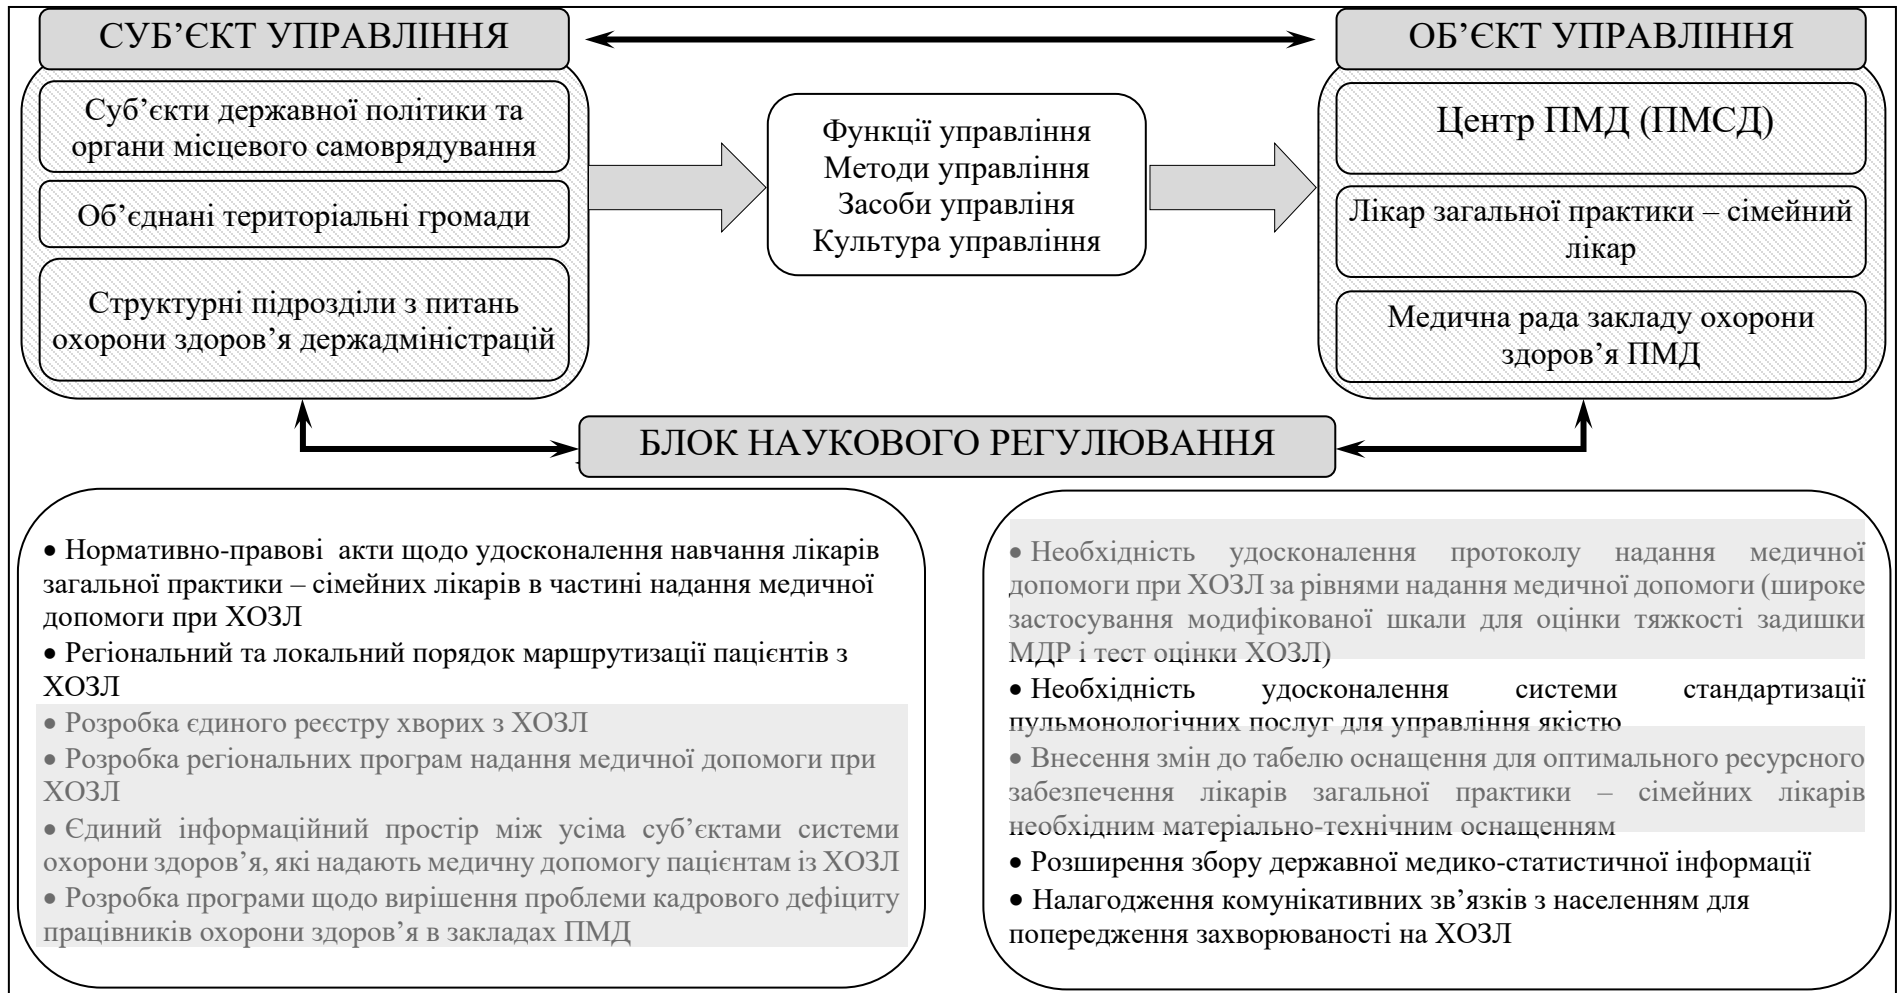 СУБ’ЄКТ УПРАВЛІННЯ
ОБ’ЄКТ УПРАВЛІННЯ
Суб’єкти державної політики та
органи місцевого самоврядування
Об’єднані територіальні громади
Структурні підрозділи з питань
охорони здоров’я держадміністрацій
Функції управління
Методи управління
Засоби управліня
Культура управління
Центр ПМД (ПМСД)
Лікар загальної практики – сімейний
лікар
Медична рада закладу охорони
здоров’я ПМД
БЛОК НАУКОВОГО РЕГУЛЮВАННЯ
• Нормативно-правові акти щодо удосконалення навчання лікарів
загальної практики – сімейних лікарів в частині надання медичної
допомоги при ХОЗЛ
• Регіональний та локальний порядок маршрутизації пацієнтів з
ХОЗЛ
• Розробка єдиного реєстру хворих з ХОЗЛ
• Розробка регіональних програм надання медичної допомоги при
ХОЗЛ
• Єдиний інформаційний простір між усіма суб’єктами системи
охорони здоров’я, які надають медичну допомогу пацієнтам із ХОЗЛ
• Розробка програми щодо вирішення проблеми кадрового дефіциту
працівників охорони здоров’я в закладах ПМД
• Необхідність удосконалення протоколу надання медичної
допомоги при ХОЗЛ за рівнями надання медичної допомоги (широке
застосування модифікованої шкали для оцінки тяжкості задишки
МДР і тест оцінки ХОЗЛ)
• Необхідність удосконалення системи стандартизації
пульмонологічних послуг для управління якістю
• Внесення змін до табелю оснащення для оптимального ресурсного
забезпечення лікарів загальної практики – сімейних лікарів
необхідним матеріально-технічним оснащенням
• Розширення збору державної медико-статистичної інформації
• Налагодження комунікативних зв’язків з населенням для
попередження захворюваності на ХОЗЛ